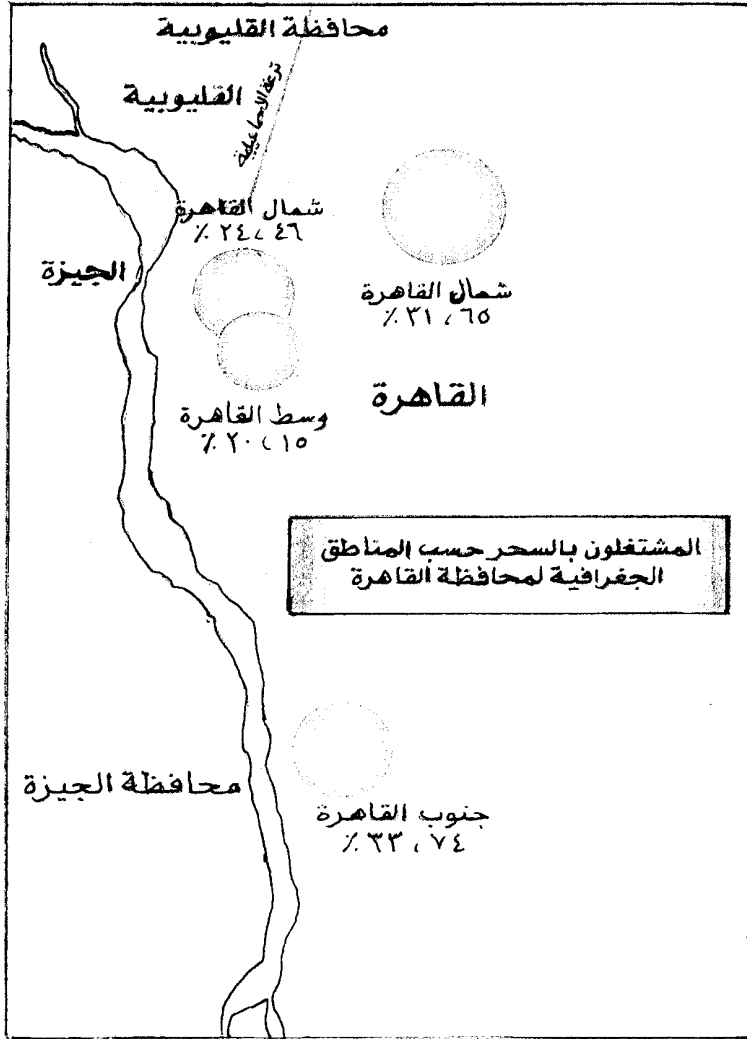 محافظة القليوبية
القليوبية
ترعة الاسماعيلية
شمال القاهرة
٢٤،٤٦ ٪
الجيزة
شمال القاهرة
٣١،٦٥ ٪
القاهرة
وسط القاهرة
٢٠،١٥ ٪
المشتغلون بالسحر حسب المناطق
الجغرافية لمحافظة القاهرة
محافظة الجيزة
جنوب القاهرة
٣٣،٧٤ ٪